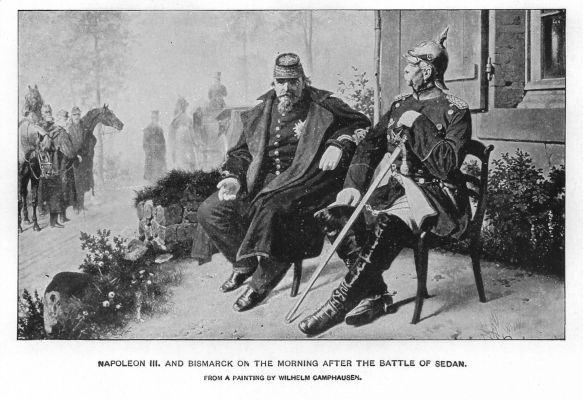 NAPOLEON III. AND BISMARCK ON THE MORNING AFTER THE BATTLE OF SEDAN.
FROM A PAINTING BY WILHELM CAMPHAUSEN.